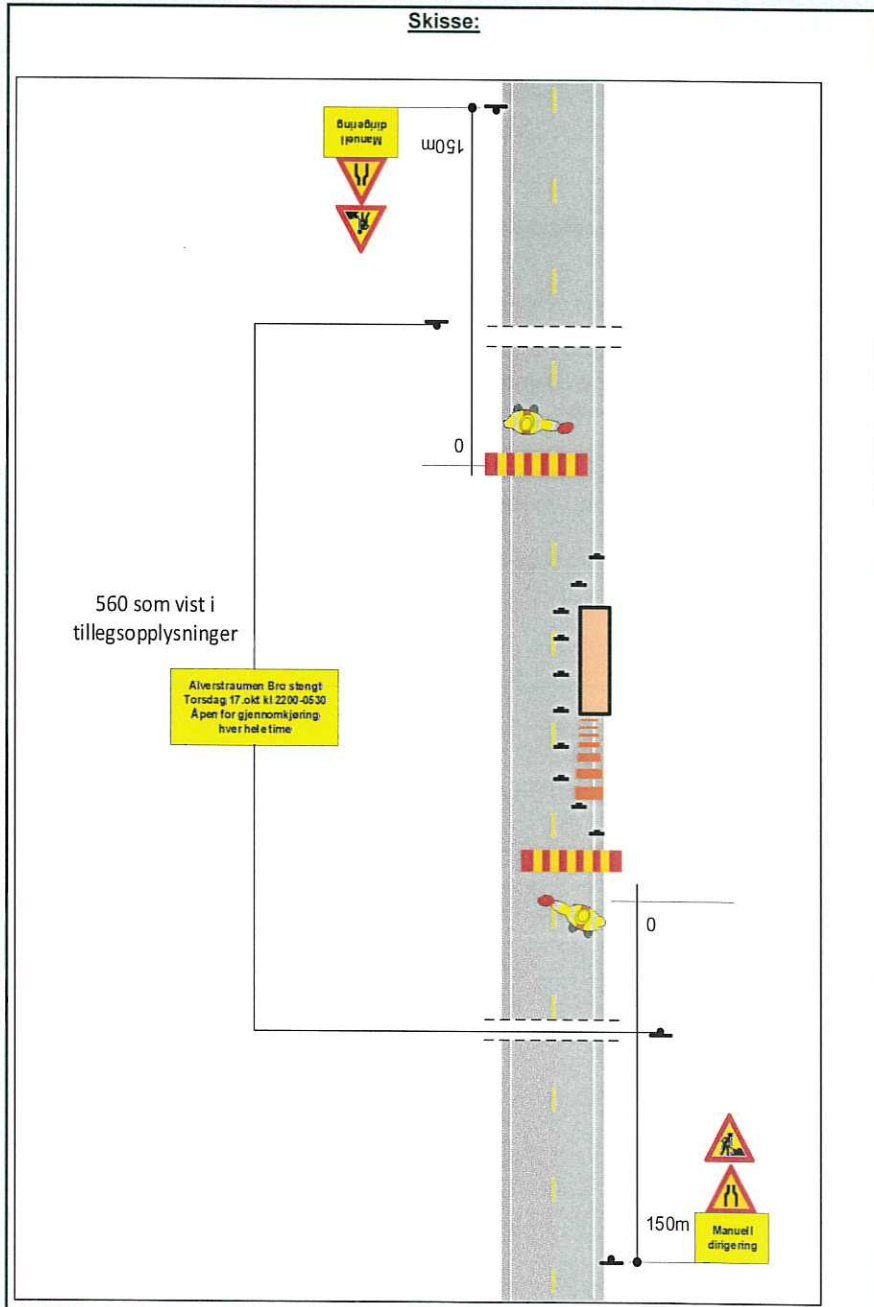 Skisse:
Manuell
dirigering
150m
0
560 som vist i
tillegsopplysninger
Alverstraumen Bro stengt
Torsdag 17.okt kl 2200-0530
Åpen for gjennomkjøring
hver hele time
0
150m
Manuell
dirigering